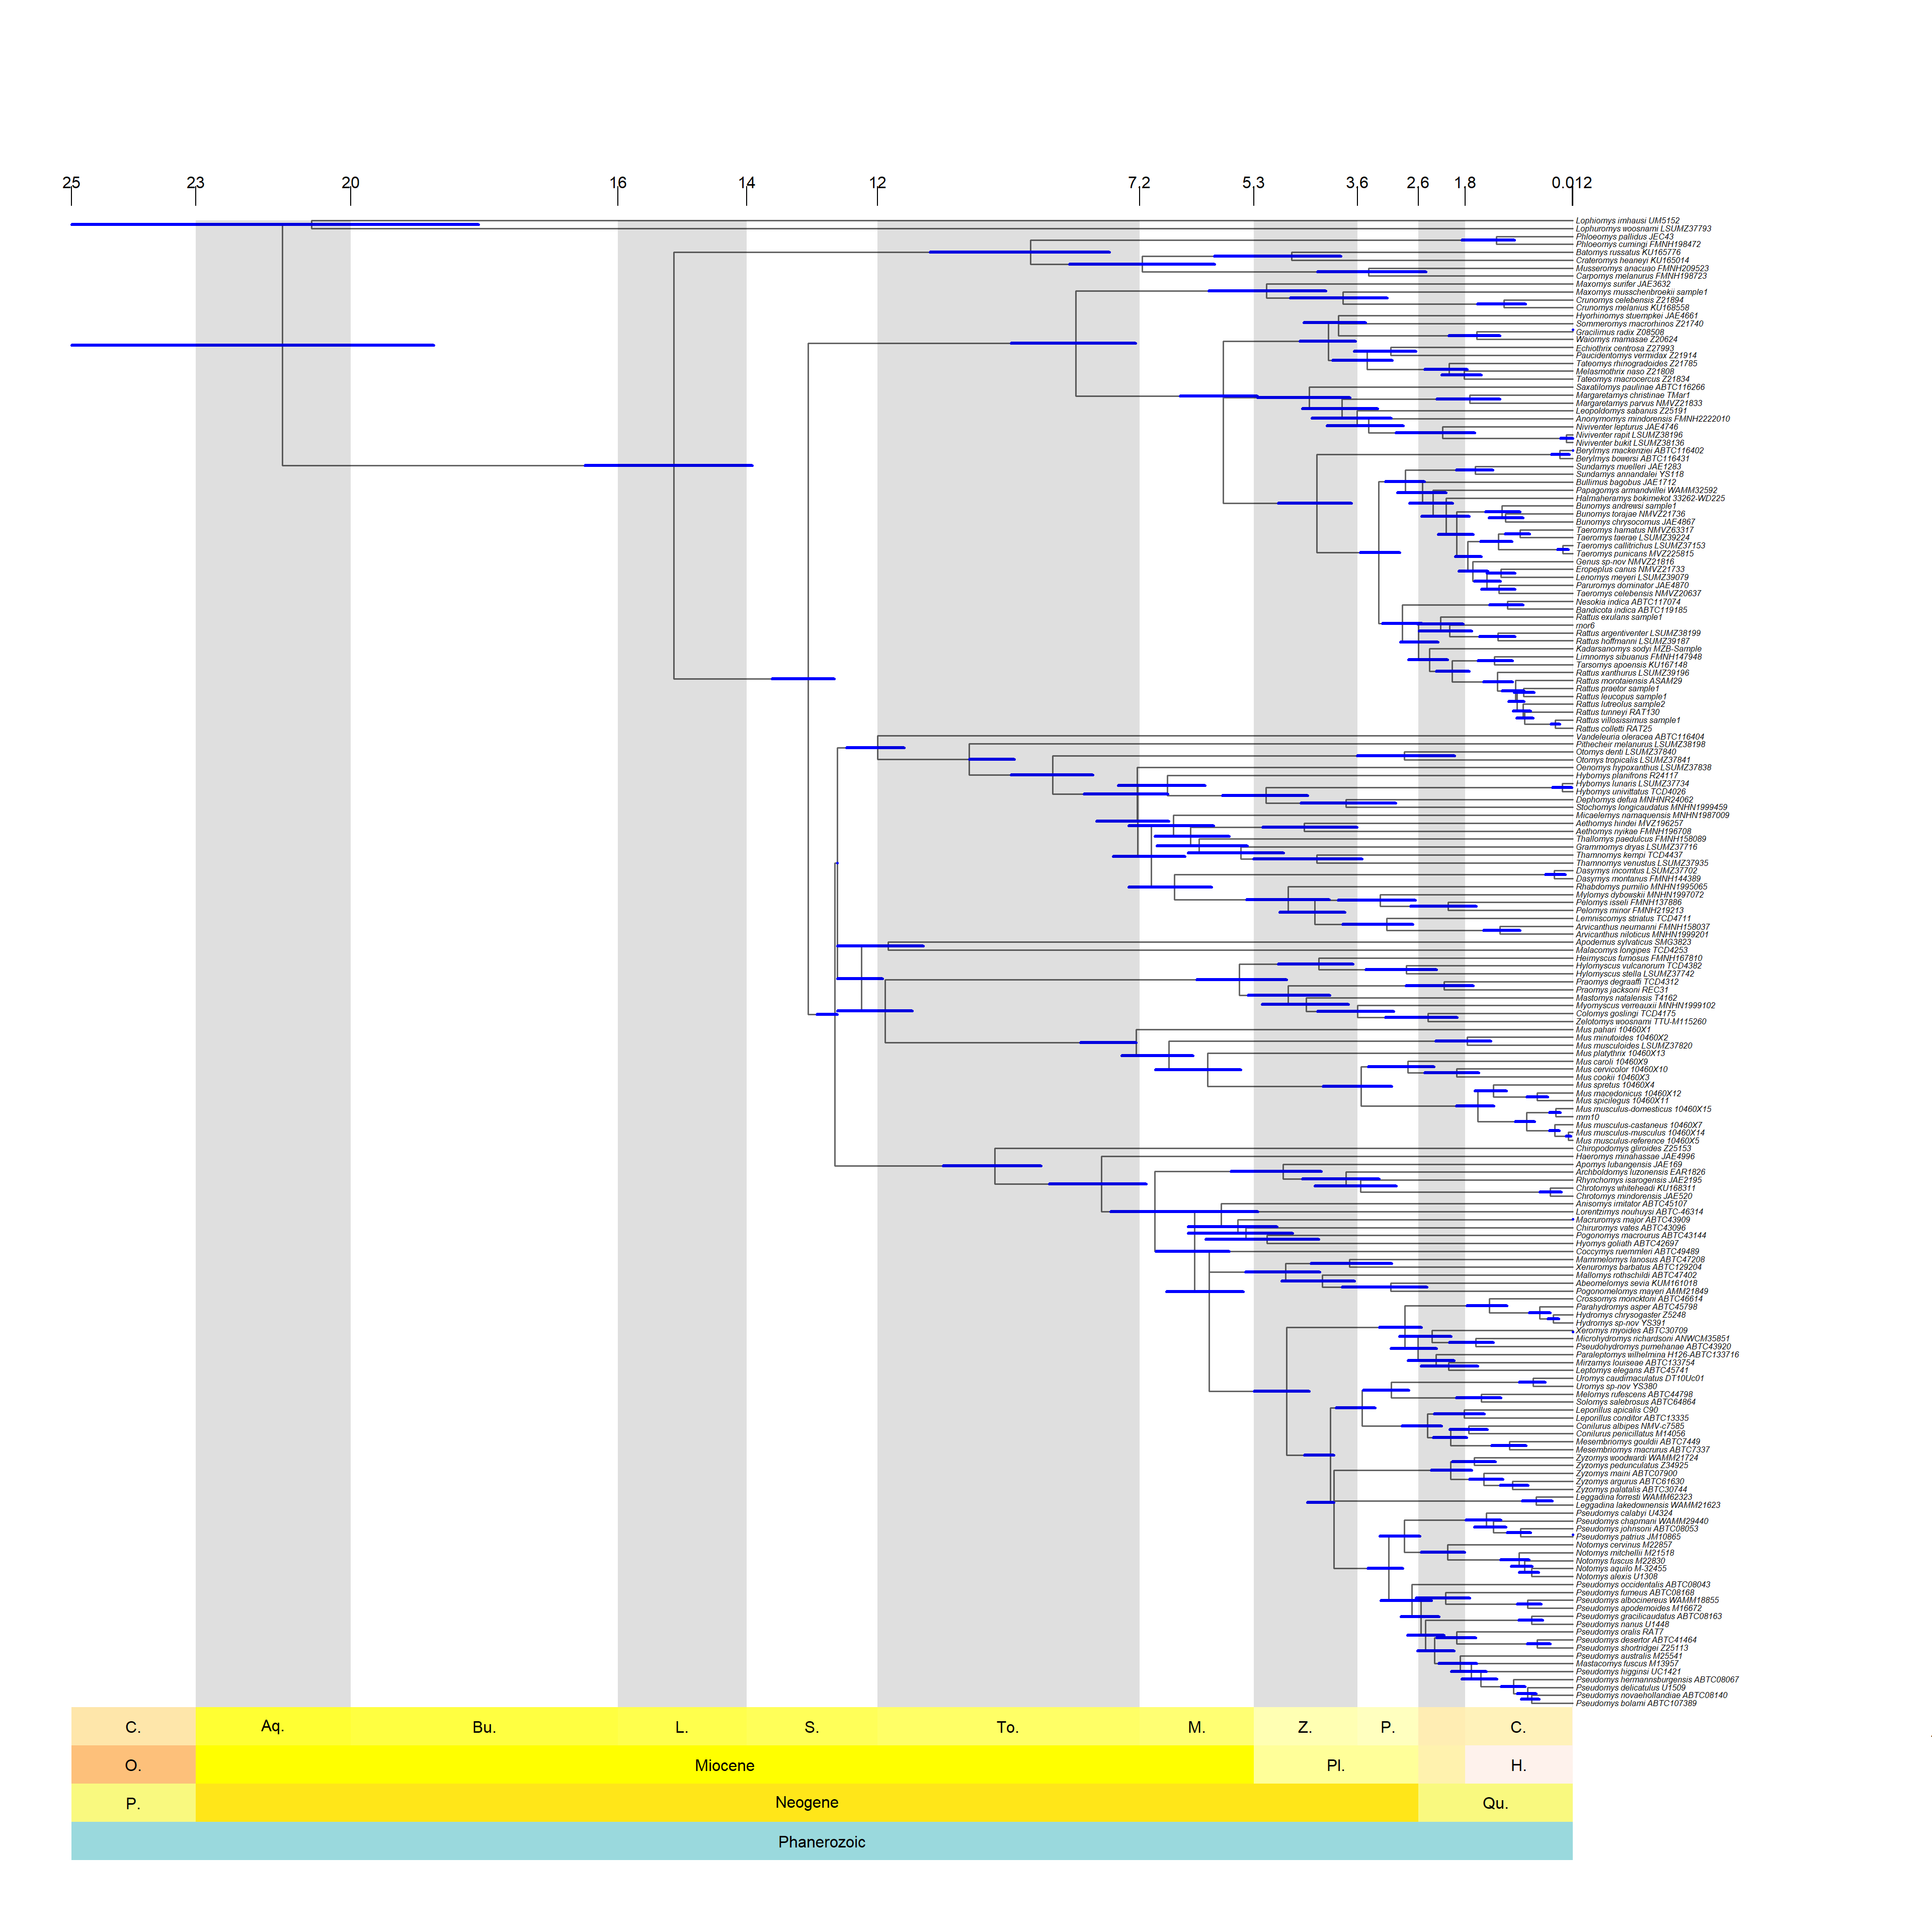 25 23 20 16 14 12 7.2 5.3 3.6 2.6 1.8 0.012
Lophiomys imhausi UM5152
Lophuromys woosnami LSUMZ37793
Phloeomys pallidus JEC43
Phloeomys cumingi FMNH198472
Batomys russatus KU165776
Crateromys heaneyi KU165014
Musseromys anacuao FMNH209523
Carpomys melanurus FMNH198723
Maxomys surifer JAE3632
Maxomys musschenbroekii sample1
Crunomys celebensis Z21894
Crunomys melanius KU168558
Hyorhinomys stuempkei JAE4661
Sommeromys macrorhinos Z21740
Gracilimus radix Z08508
Waiomys mamasae Z20624
Echiothrix centrosa Z27993
Paucidentomys vermidax Z21914
Tateomys rhinogradoides Z21785
Melasmothrix naso Z21808
Tateomys macrocercus Z21834
Saxatilomys paulinae ABTC116266
Margaretamys christinae TMar1
Margaretamys parvus NMVZ21833
Leopoldomys sabanus Z25191
Anonymomys mindorensis FMNH2222010
Niviventer lepturus JAE4746
Niviventer rapit LSUMZ38196
Niviventer bukit LSUMZ38136
Berylmys mackenziei ABTC116402
Berylmys bowersi ABTC116431
Sundamys muelleri JAE1283
Sundamys annandalei YS118
Bullimus bagobus JAE1712
Papagomys armandvillei WAMM32592
Halmaheramys bokimekot 33262-WD225
Bunomys andrewsi sample1
Bunomys torajae NMVZ21736
Bunomys chrysocomus JAE4867
Taeromys hamatus NMVZ63317
Taeromys taerae LSUMZ39224
Taeromys callitrichus LSUMZ37153
Taeromys punicans MVZ225815
Genus sp-nov NMVZ21816
Eropeplus canus NMVZ21733
Lenomys meyeri LSUMZ39079
Paruromys dominator JAE4870
Taeromys celebensis NMVZ20637
Nesokia indica ABTC117074
Bandicota indica ABTC119185
Rattus exulans sample1
rnor6
Rattus argentiventer LSUMZ38199
Rattus hoffmanni LSUMZ39187
Kadarsanomys sodyi MZB-Sample
Limnomys sibuanus FMNH147948
Tarsomys apoensis KU167148
Rattus xanthurus LSUMZ39196
Rattus morotaiensis ASAM29
Rattus praetor sample1
Rattus leucopus sample1
Rattus lutreolus sample2
Rattus tunneyi RAT130
Rattus villosissimus sample1
Rattus colletti RAT25
Vandeleuria oleracea ABTC116404
Pithecheir melanurus LSUMZ38198
Otomys denti LSUMZ37840
Otomys tropicalis LSUMZ37841
Oenomys hypoxanthus LSUMZ37838
Hybomys planifrons R24117
Hybomys lunaris LSUMZ37734
Hybomys univittatus TCD4026
Dephomys defua MNHNR24062
Stochomys longicaudatus MNHN1999459
Micaelemys namaquensis MNHN1987009
Aethomys hindei MVZ196257
Aethomys nyikae FMNH196708
Thallomys paedulcus FMNH158089
Grammomys dryas LSUMZ37716
Thamnomys kempi TCD4437
Thamnomys venustus LSUMZ37935
Dasymys incomtus LSUMZ37702
Dasymys montanus FMNH144389
Rhabdomys pumilio MNHN1995065
Mylomys dybowskii MNHN1997072
Pelomys isseli FMNH137886
Pelomys minor FMNH219213
Lemniscomys striatus TCD4711
Arvicanthus neumanni FMNH158037
Arvicanthus niloticus MNHN1999201
Apodemus sylvaticus SMG3823
Malacomys longipes TCD4253
Heimyscus fumosus FMNH167810
Hylomyscus vulcanorum TCD4382
Hylomyscus stella LSUMZ37742
Praomys degraaffi TCD4312
Praomys jacksoni REC31
Mastomys natalensis T4162
Myomyscus verreauxii MNHN1999102
Colomys goslingi TCD4175
Zelotomys woosnami TTU-M115260
Mus pahari 10460X1
Mus minutoides 10460X2
Mus musculoides LSUMZ37820
Mus platythrix 10460X13
Mus caroli 10460X9
Mus cervicolor 10460X10
Mus cookii 10460X3
Mus spretus 10460X4
Mus macedonicus 10460X12
Mus spicilegus 10460X11
Mus musculus-domesticus 10460X15
mm10
Mus musculus-castaneus 10460X7
Mus musculus-musculus 10460X14
Mus musculus-reference 10460X5
Chiropodomys gliroides Z25153
Haeromys minahassae JAE4996
Apomys lubangensis JAE169
Archboldomys luzonensis EAR1826
Rhynchomys isarogensis JAE2195
Chrotomys whiteheadi KU168311
Chrotomys mindorensis JAE520
Anisomys imitator ABTC45107
Lorentzimys nouhuysi ABTC-46314
Macruromys major ABTC43909
Chiruromys vates ABTC43096
Pogonomys macrourus ABTC43144
Hyomys goliath ABTC42697
Coccymys ruemmleri ABTC49489
Mammelomys lanosus ABTC47208
Xenuromys barbatus ABTC129204
Mallomys rothschildi ABTC47402
Abeomelomys sevia KUM161018
Pogonomelomys mayeri AMM21849
Crossomys moncktoni ABTC46614
Parahydromys asper ABTC45798
Hydromys chrysogaster Z5248
Hydromys sp-nov YS391
Xeromys myoides ABTC30709
Microhydromys richardsoni ANWCM35851
Pseudohydromys pumehanae ABTC43920
Paraleptomys wilhelmina H126-ABTC133716
Mirzamys louiseae ABTC133754
Leptomys elegans ABTC45741
Uromys caudimaculatus DT10Uc01
Uromys sp-nov YS380
Melomys rufescens ABTC44798
Solomys salebrosus ABTC64864
Leporillus apicalis C90
Leporillus conditor ABTC13335
Conilurus albipes NMV-c7585
Conilurus penicillatus M14056
Mesembriomys gouldii ABTC7449
Mesembriomys macrurus ABTC7337
Zyzomys woodwardi WAMM21724
Zyzomys pedunculatus Z34925
Zyzomys maini ABTC07900
Zyzomys argurus ABTC61630
Zyzomys palatalis ABTC30744
Leggadina forresti WAMM62323
Leggadina lakedownensis WAMM21623
Pseudomys calabyi U4324
Pseudomys chapmani WAMM29440
Pseudomys johnsoni ABTC08053
Pseudomys patrius JM10865
Notomys cervinus M22857
Notomys mitchellii M21518
Notomys fuscus M22830
Notomys aquilo M-32455
Notomys alexis U1308
Pseudomys occidentalis ABTC08043
Pseudomys fumeus ABTC08168
Pseudomys albocinereus WAMM18855
Pseudomys apodemoides M16672
Pseudomys gracilicaudatus ABTC08163
Pseudomys nanus U1448
Pseudomys oralis RAT7
Pseudomys desertor ABTC41464
Pseudomys shortridgei Z25113
Pseudomys australis M25541
Mastacomys fuscus M13957
Pseudomys higginsi UC1421
Pseudomys hermannsburgensis ABTC08067
Pseudomys delicatulus U1509
Pseudomys novaehollandiae ABTC08140
Pseudomys bolami ABTC107389
C. Aq. Bu. L. S. To. M. Z. P. C.
O. Miocene Pl. H.
P. Neogene Qu.
Phanerozoic